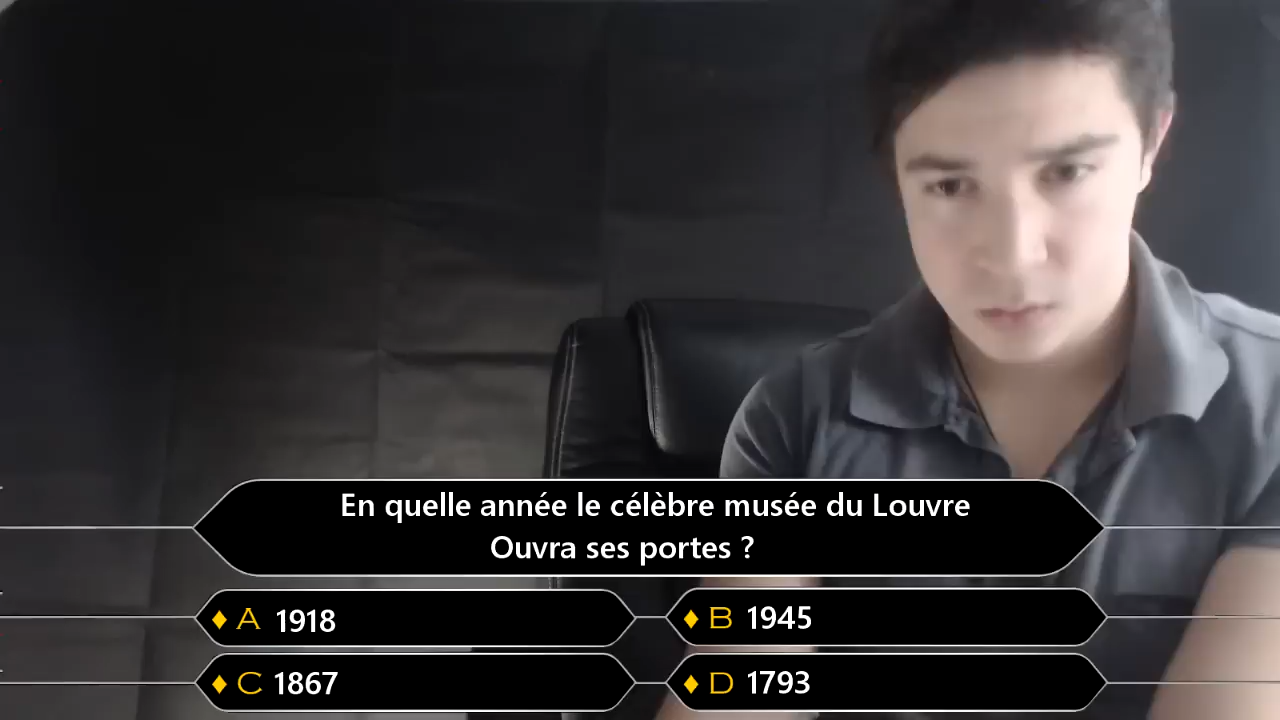 En quelle année le célèbre musée du Louvre
Ouvra ses portes ?
A 1918
B 1945
C 1867
D 1793